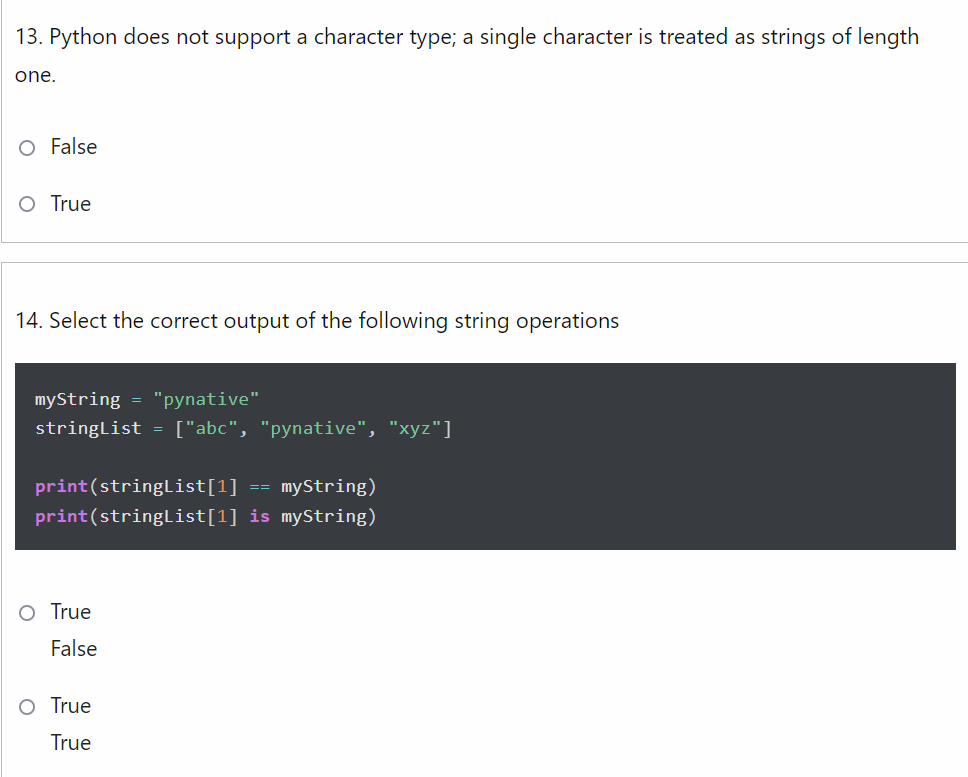 13. Python does not support a character type; a single character is treated as strings of length
one.
False
True
14. Select the correct output of the following string operations
myString = "pynative"
stringList = ["abc", "pynative", "xyz"]
print(stringList[1] == myString)
print(stringList[1] is myString)
True
False
True
True